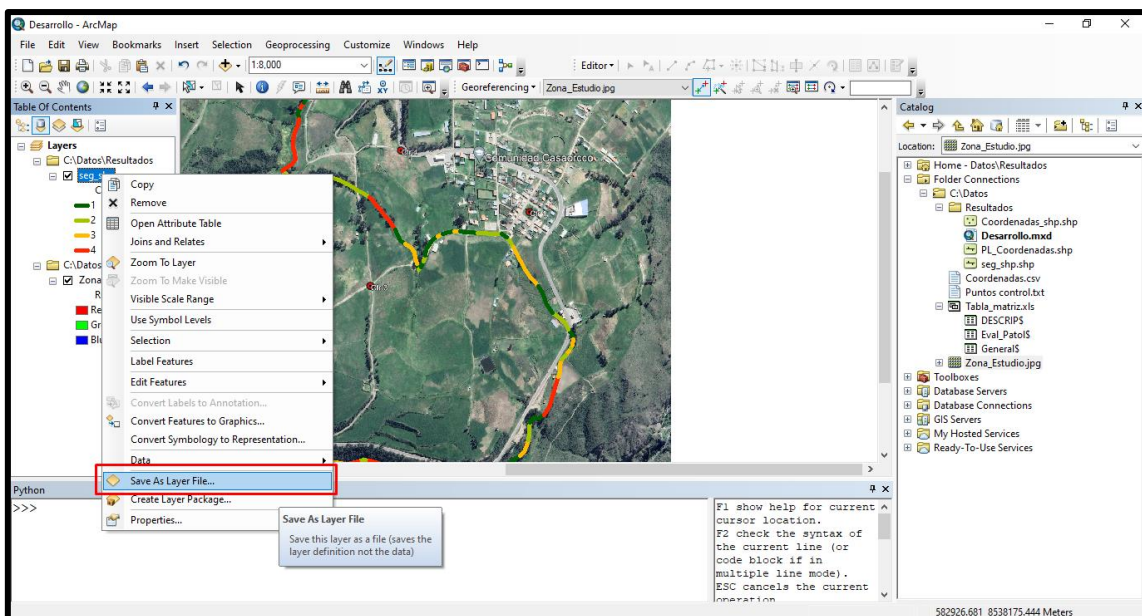 Desarrollo - ArcMap
File Edit View Bookmarks Insert Selection Geoprocessing Customize Windows Help
1:8,000
Editor
Georeferencing
Zona_Estudio.jpg
Table Of Contents
Layers
C:\Datos\Resultados
1
2
3
4
C:\Datos
Zona
R
Re
Gr
Blu
Copy
Remove
Open Attribute Table
Joins and Relates
Zoom To Layer
Zoom To Make Visible
Visible Scale Range
Use Symbol Levels
Selection
Label Features
Edit Features
Convert Labels to Annotation...
Convert Features to Graphics...
Convert Symbology to Representation...
Data
Save As Layer File...
Create Layer Package...
Properties...
Save As Layer File
Save this layer as a file (saves the
layer definition not the data)
Comunidad Casaorcco
Catalog
Location: Zona_Estudio.jpg
Home - Datos\Resultados
Folder Connections
C:\Datos
Resultados
Coordenadas_shp.shp
Desarrollo.mxd
PL_Coordenadas.shp
seg_shp.shp
Coordenadas.csv
Puntos control.txt
Tabla_matriz.xls
DESCRIP$
Eval_Patol$
General$
Zona_Estudio.jpg
Toolboxes
Database Servers
Database Connections
GIS Servers
My Hosted Services
Ready-To-Use Services
Python
>>>
F1 show help for current
cursor location.
F2 check the syntax of
the current line (or
code block if in
multiple line mode).
ESC cancels the current
operation
582926.681 8538175.444 Meters